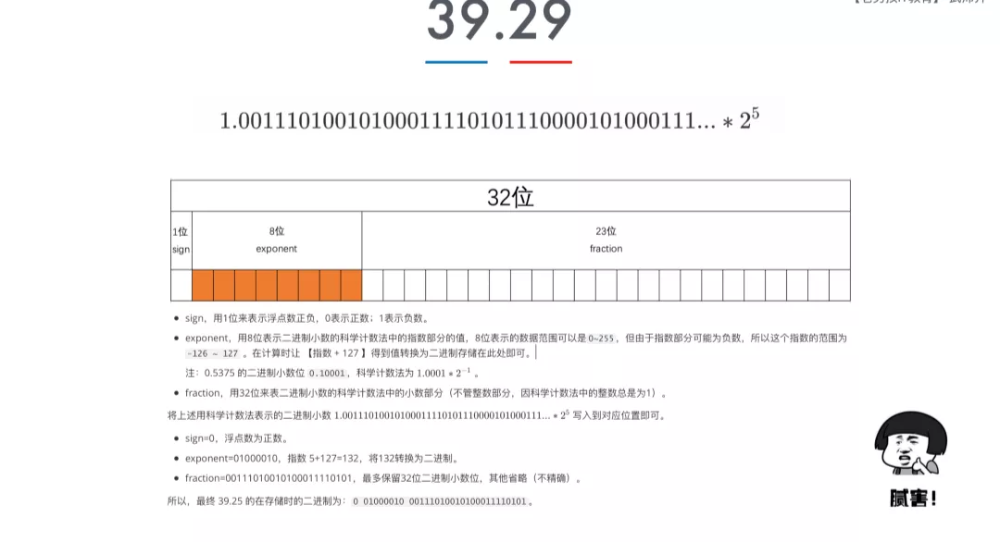 39.29
1.00111010010100011110101110000101000111... * 2⁵
32位
1位 8位 23位
sign exponent fraction
• sign，用1位来表示浮点数正负，0表示正数；1表示负数。
• exponent，用8位表示二进制小数的科学计数法中的指数部分的值，8位表示的数据范围可以是 0~255，但由于指数部分可能为负数，所以这个指数的范围为
-126 ~ 127 。在计算时让 【指数 + 127 】得到值转换为二进制存储在此处即可。
注：0.5375 的二进制小数位 0.10001，科学计数法为 1.0001 * 2⁻¹ 。
• fraction，用32位来表二进制小数的科学计数法中的小数部分（不管整数部分，因科学计数法中的整数总是为1）。
将上述用科学计数法表示的二进制小数 1.00111010010100011110101110000101000111... * 2⁵ 写入到对应位置即可。
• sign=0，浮点数为正数。
• exponent=01000010，指数 5+127=132，将132转换为二进制。
• fraction=00111010010100011110101，最多保留32位二进制小数位，其他省略（不精确）。
所以，最终 39.25 的在存储时的二进制为：0 01000010 00111010010100011110101。
腻害!